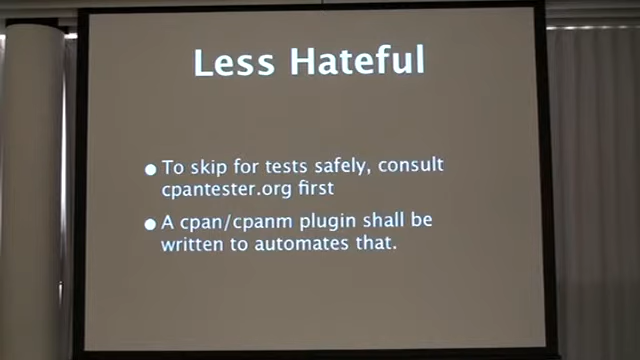 Less Hateful
● To skip for tests safely, consult
cpantester.org first
● A cpan/cpanm plugin shall be
written to automates that.